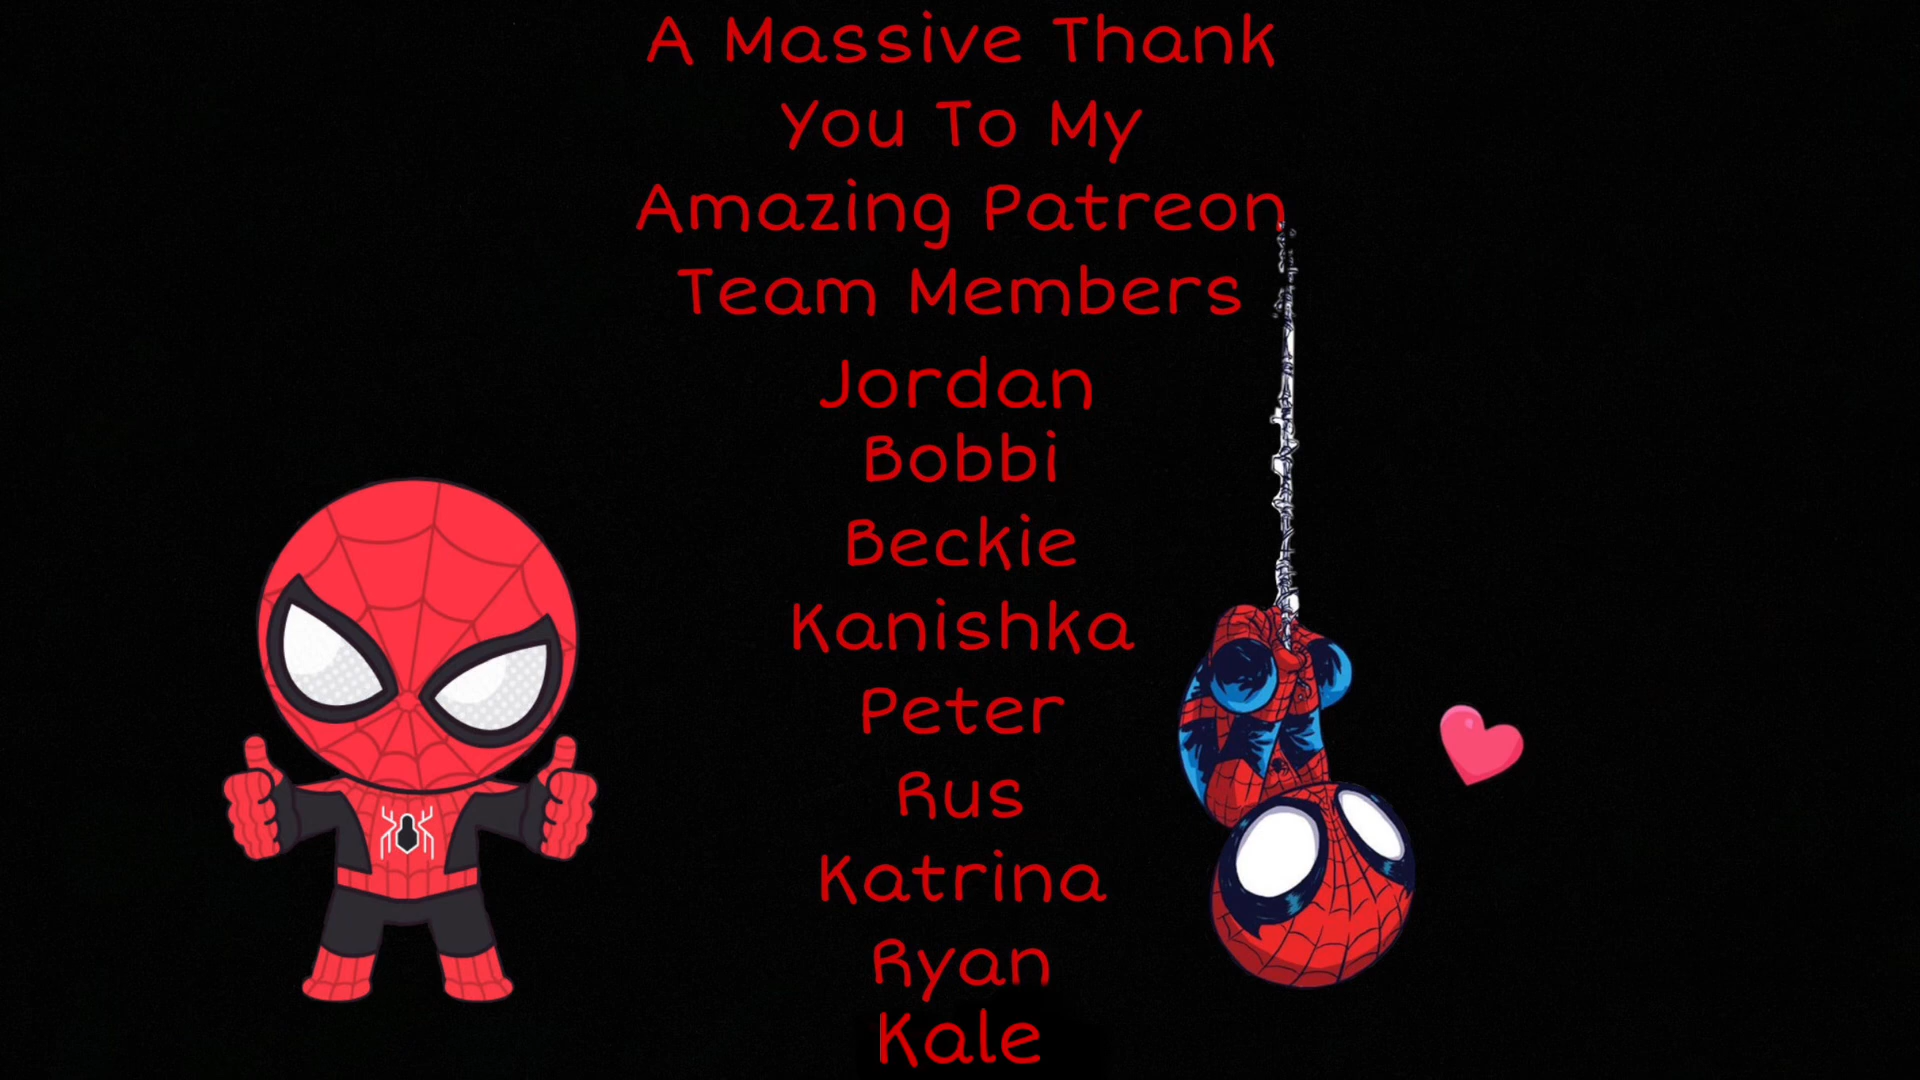 A Massive Thank
You To My
Amazing Patreon
Team Members
Jordan
Bobbi
Beckie
Kanishka
Peter
Rus
Katrina
Ryan
Kale